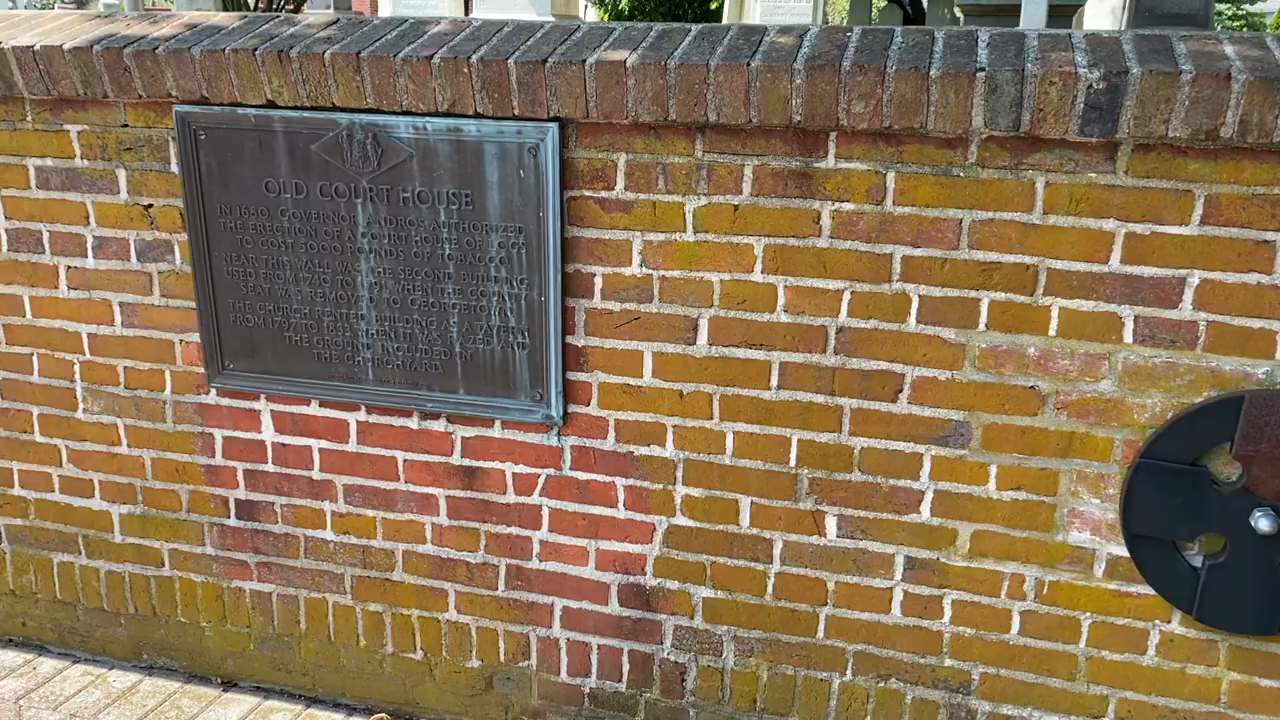 OLD COURT HOUSE
IN 1680, GOVERNOR ANDROS AUTHORIZED
THE ERECTION OF A COURT HOUSE OF LOGS
TO COST 5000 POUNDS OF TOBACCO.
NEAR THIS WALL WAS THE SECOND BUILDING
USED FROM 1740 TO WHEN THE COUNTY
SEAT WAS REMOVED TO GEORGETOWN.
THE CHURCH RENTED BUILDING AS A TAVERN
FROM 1797 TO 1833 WHEN IT WAS RAZED AND
THE GROUND INCLUDED IN
THE CHURCHYARD.